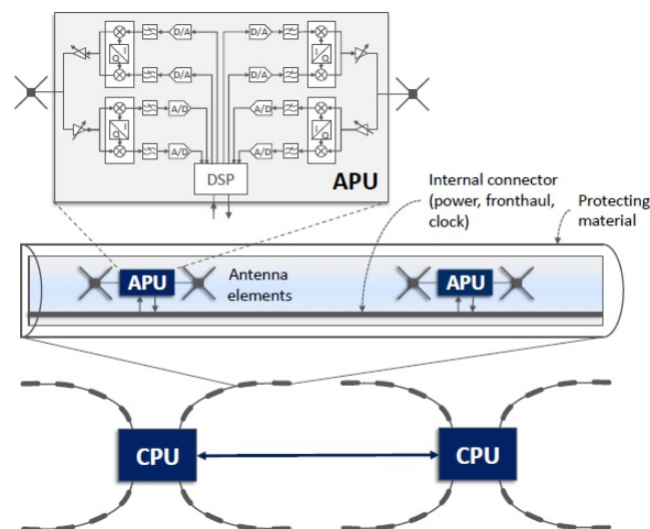 D/A
D/A
I
Q
I
Q
D/A
D/A
A/D
A/D
I
Q
I
Q
A/D
A/D
DSP
APU
Internal connector
(power, fronthaul,
clock)
Protecting
material
APU
Antenna
elements
APU
CPU
CPU